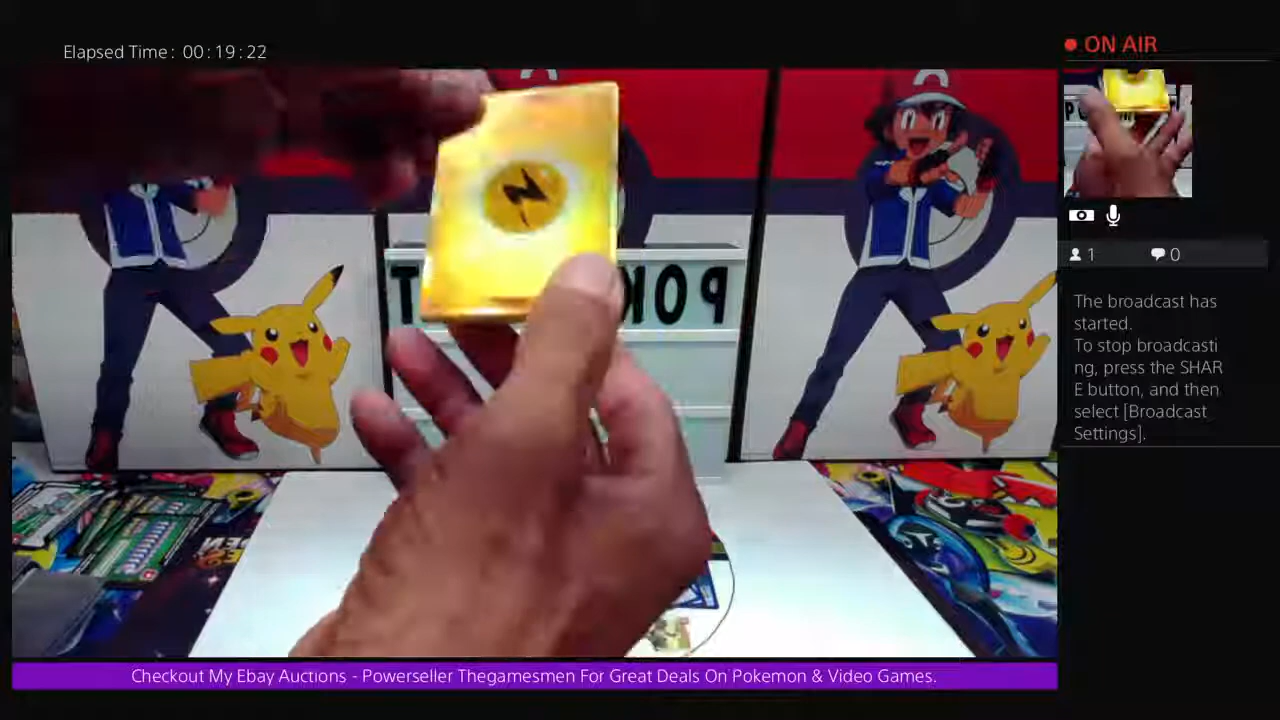 Elapsed Time: 00:19:22
ON AIR
1 0
The broadcast has
started.
To stop broadcasti
ng, press the SHAR
E button, and then
select [Broadcast
Settings].
Checkout My Ebay Auctions - Powerseller Thegamesmen For Great Deals On Pokemon & Video Games.